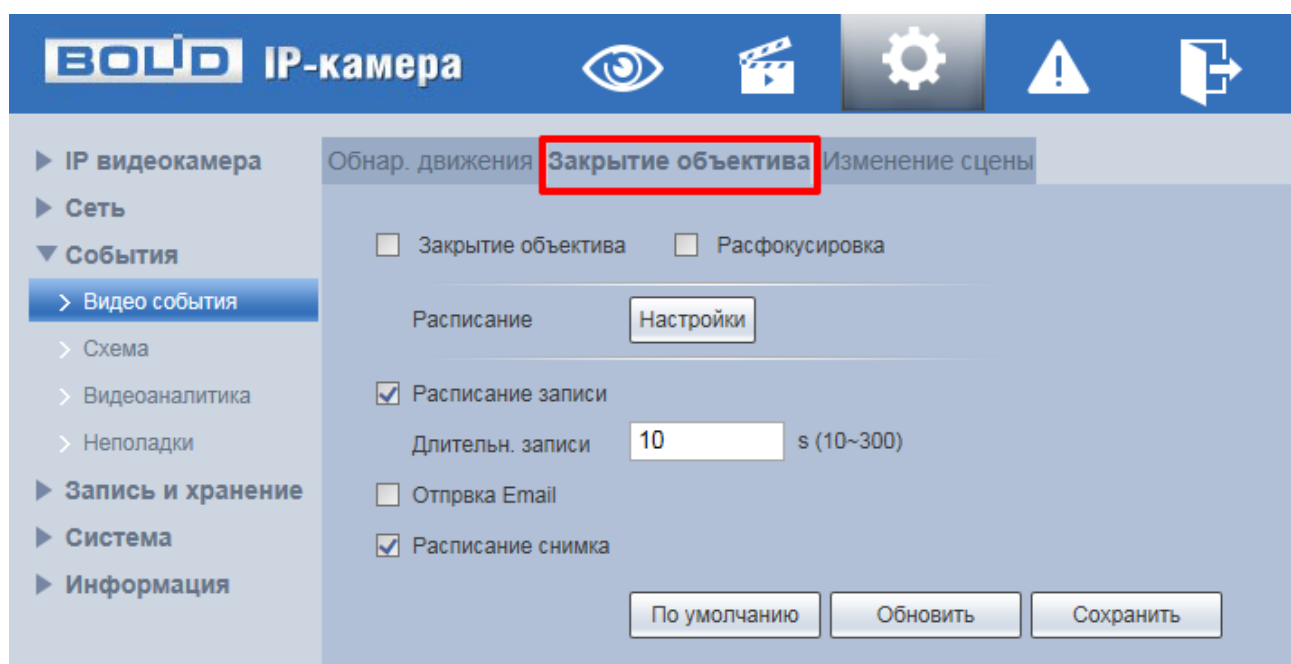 BOLID IP-камера
IP видеокамера
Сеть
События
Видео события
Схема
Видеоаналитика
Неполадки
Запись и хранение
Система
Информация
Обнар. движения Закрытие объектива Изменение сцены
Закрытие объектива Расфокусировка
Расписание Настройки
Расписание записи
Длительн. записи 10 s (10~300)
Отпрвка Email
Расписание снимка
По умолчанию Обновить Сохранить